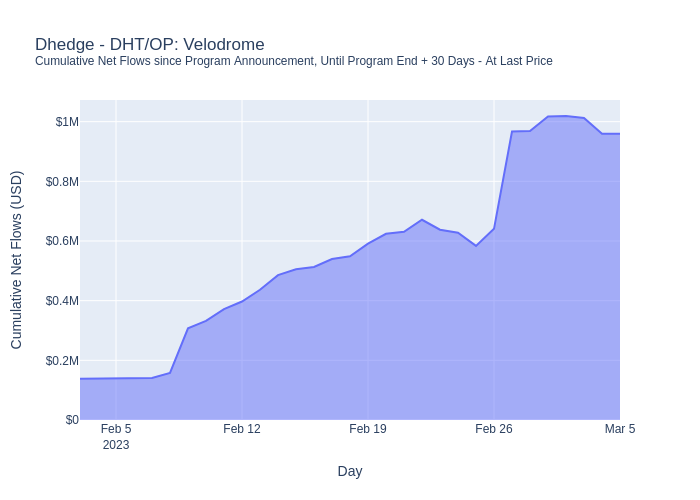 Dhedge - DHT/OP: Velodrome
Cumulative Net Flows since Program Announcement, Until Program End + 30 Days - At Last Price
Cumulative Net Flows (USD)
$1M
$0.8M
$0.6M
$0.4M
$0.2M
$0
Feb 5
2023
Feb 12
Feb 19
Feb 26
Mar 5
Day